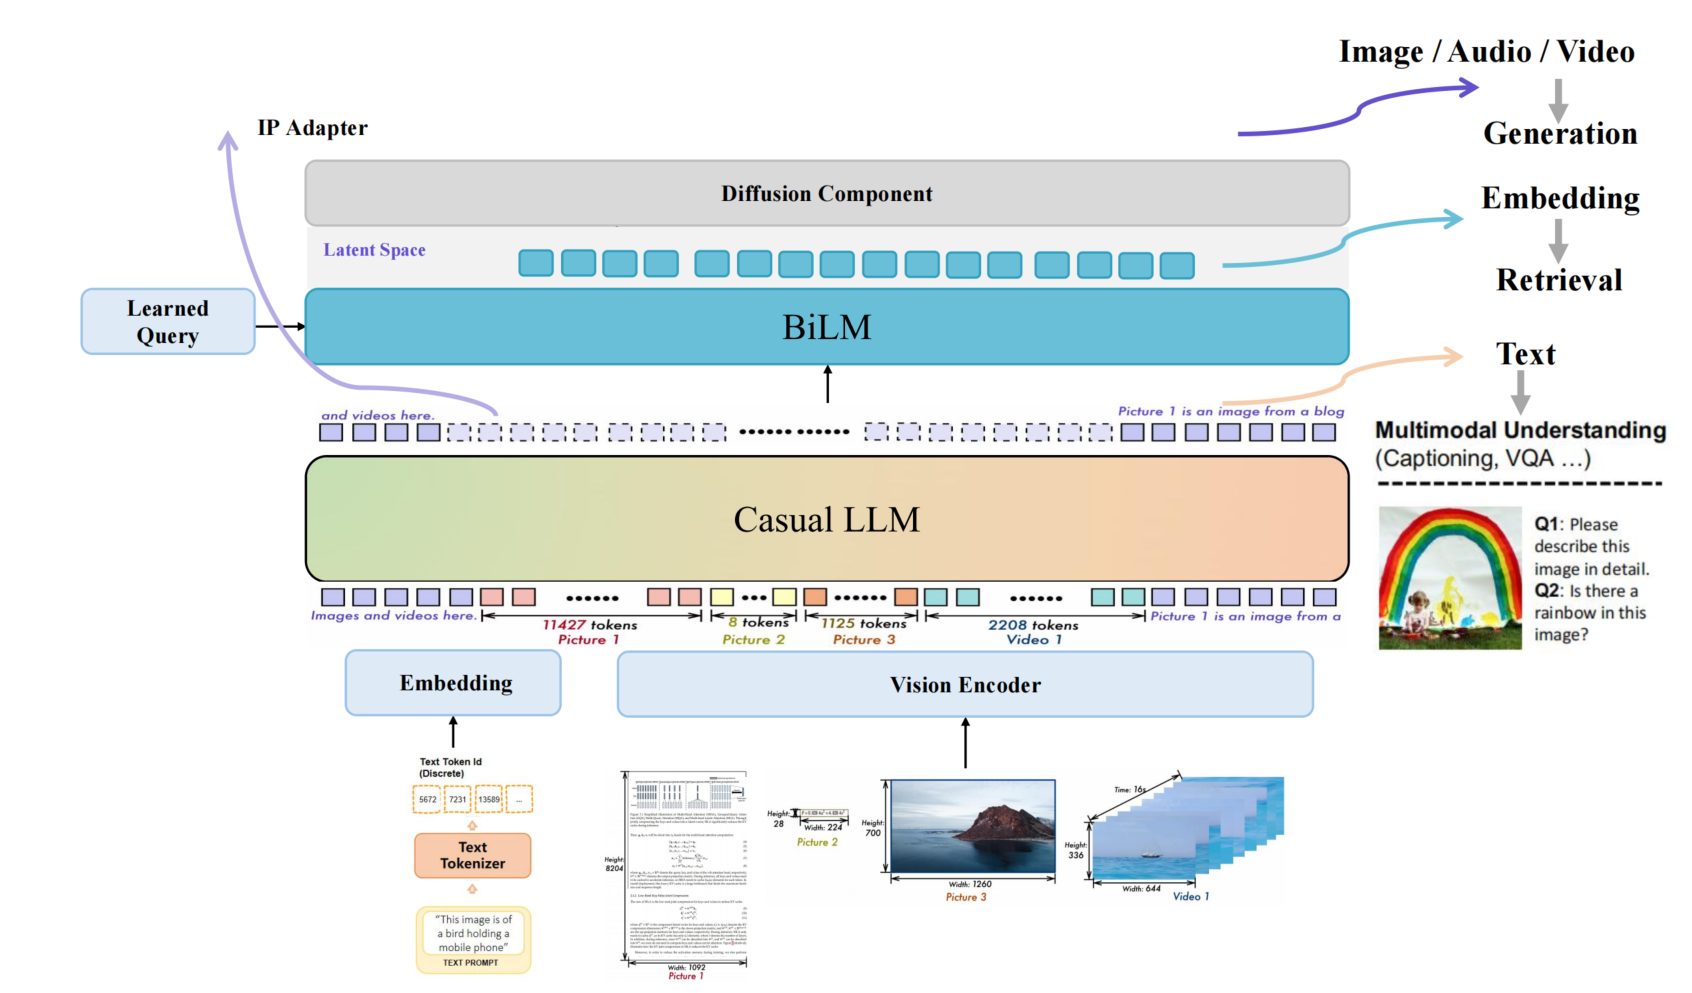 Image / Audio / Video
Generation
IP Adapter
Diffusion Component
Embedding
Retrieval
Latent Space
Learned
Query
BiLM
Text
and videos here.
Picture 1 is an image from a blog
Multimodal Understanding
(Captioning, VQA ...)
Casual LLM
Q1: Please
describe this
image in detail.
Q2: Is there a
rainbow in this
image?
Images and videos here.
11427 tokens
Picture 1
8 tokens
Picture 2
1125 tokens
Picture 3
2208 tokens
Video 1
Picture 1 is an image from a
Embedding
Vision Encoder
Text Token Id
(Discrete)
5672
7231
13589
...
Text
Tokenizer
"This image is of
a bird holding a
mobile phone"
TEXT PROMPT
Height:
8204
Width: 1092
Picture 1
Height:
28
Width: 224
Picture 2
Height:
700
Width: 1260
Picture 3
Time: 16s
Height:
336
Width: 644
Video 1